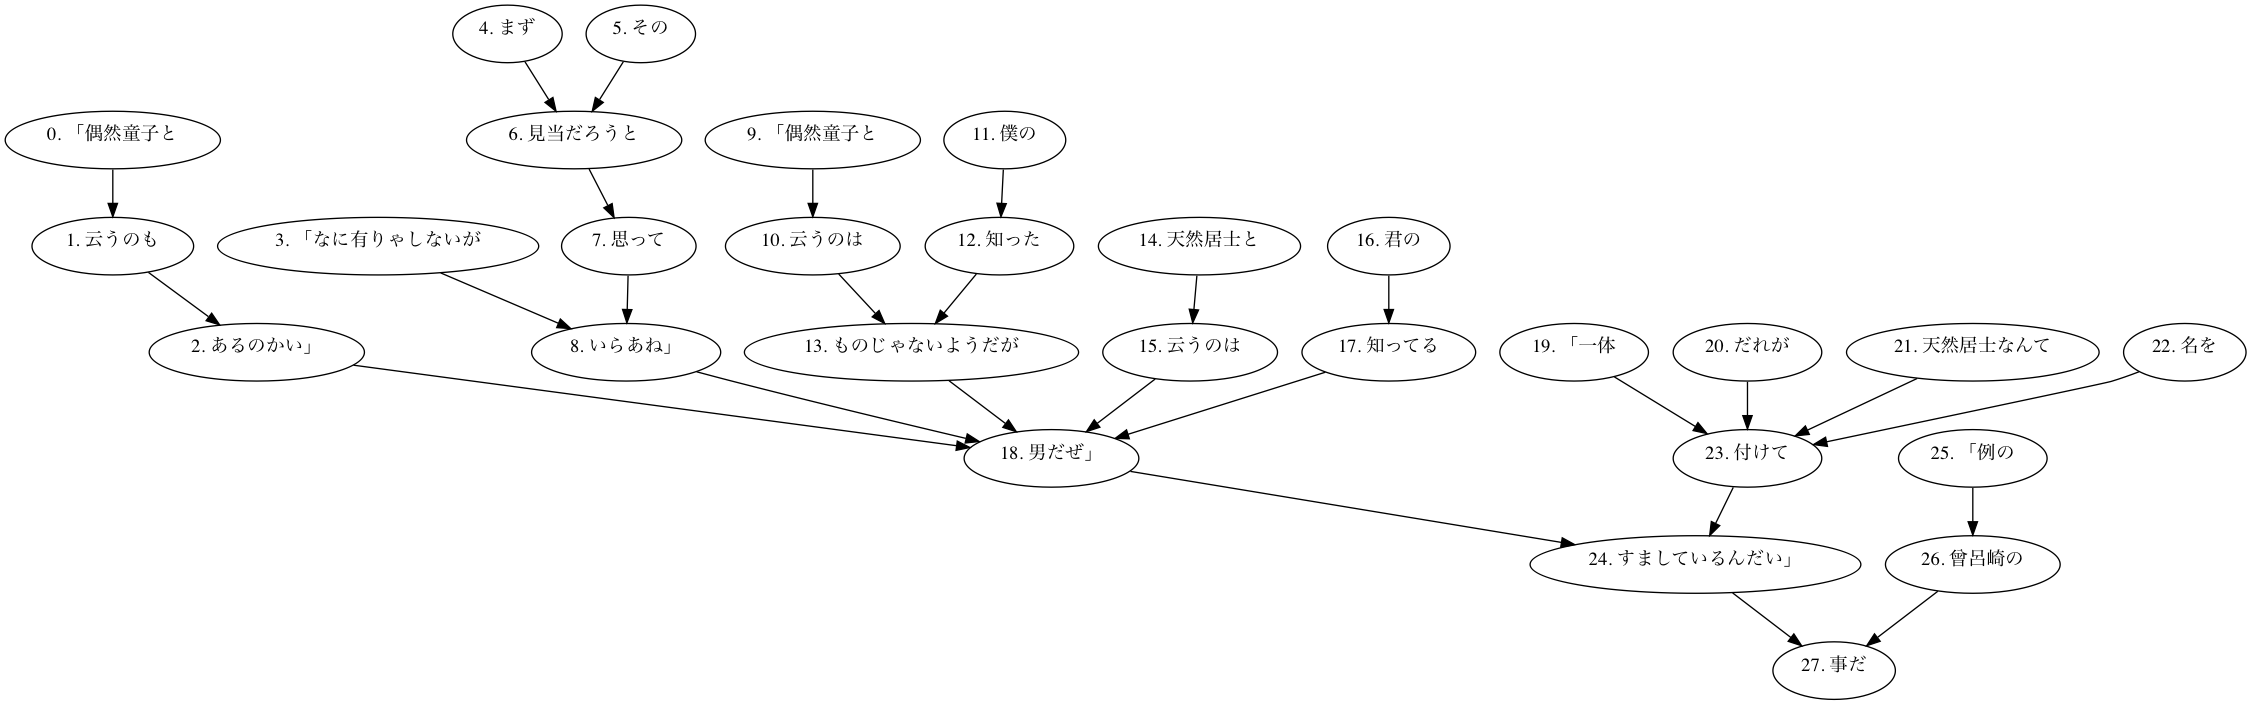 0. 「偶然童子と
1. 云うのも
2. あるのかい」
3. 「なに有りゃしないが
4. まず
5. その
6. 見当だろうと
7. 思って
8. いらあね」
9. 「偶然童子と
10. 云うのは
11. 僕の
12. 知った
13. ものじゃないようだが
14. 天然居士と
15. 云うのは
16. 君の
17. 知ってる
18. 男だぜ」
19. 「一体
20. だれが
21. 天然居士なんて
22. 名を
23. 付けて
24. すましているんだい」
25. 「例の
26. 曾呂崎の
27. 事だ